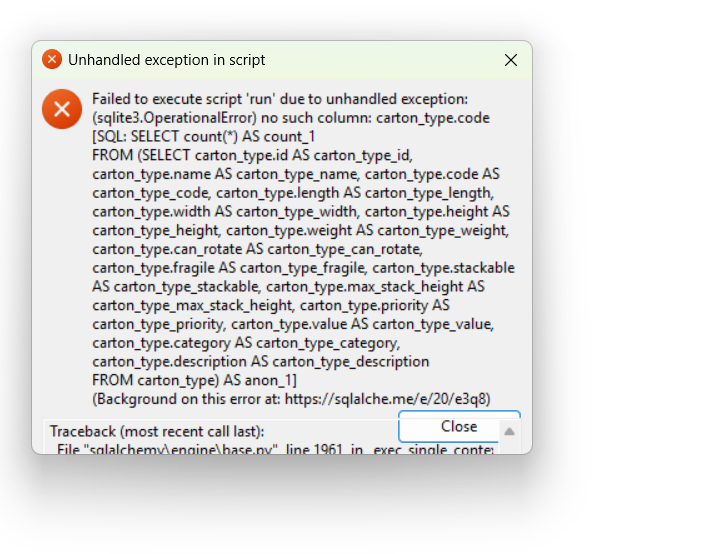 Unhandled exception in script
Failed to execute script 'run' due to unhandled exception:
(sqlite3.OperationalError) no such column: carton_type.code
[SQL: SELECT count(*) AS count_1
FROM (SELECT carton_type.id AS carton_type_id,
carton_type.name AS carton_type_name, carton_type.code AS
carton_type_code, carton_type.length AS carton_type_length,
carton_type.width AS carton_type_width, carton_type.height AS
carton_type_height, carton_type.weight AS carton_type_weight,
carton_type.can_rotate AS carton_type_can_rotate,
carton_type.fragile AS carton_type_fragile, carton_type.stackable
AS carton_type_stackable, carton_type.max_stack_height AS
carton_type_max_stack_height, carton_type.priority AS
carton_type_priority, carton_type.value AS carton_type_value,
carton_type.category AS carton_type_category,
carton_type.description AS carton_type_description
FROM carton_type) AS anon_1]
(Background on this error at: https://sqlalche.me/e/20/e3q8)
Close
Traceback (most recent call last):
File "sqlalchemy\engine\base.py", line 1961, in _exec_single_conte